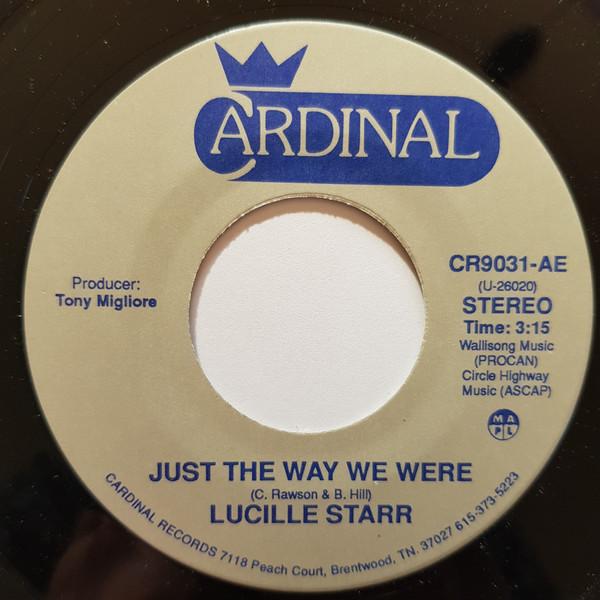 CARDINAL
Producer:
Tony Migliore
CR9031-AE
(U-26020)
STEREO
Time: 3:15
Wallisong Music
(PROCAN)
Circle Highway
Music (ASCAP)
M A
P L
JUST THE WAY WE WERE
(C. Rawson & B. Hill)
LUCILLE STARR
CARDINAL RECORDS 7118 Peach Court, Brentwood, TN. 37027 615-373-5223